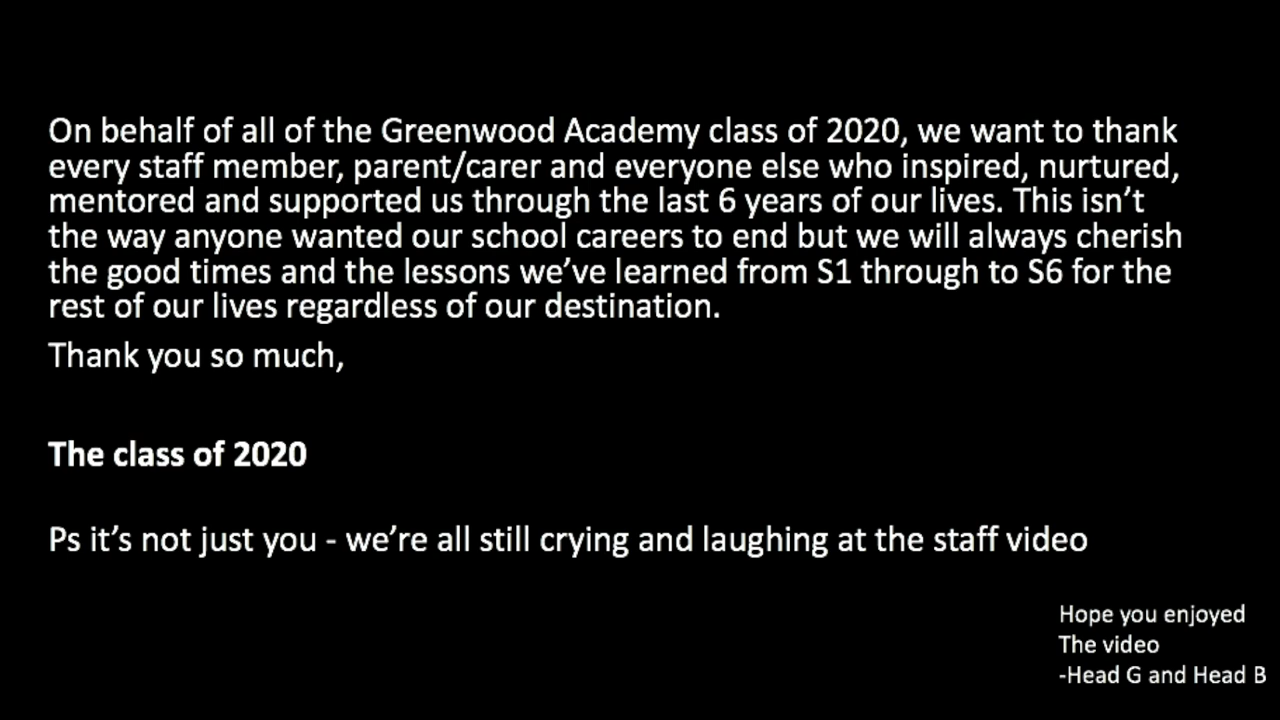 On behalf of all of the Greenwood Academy class of 2020, we want to thank
every staff member, parent/carer and everyone else who inspired, nurtured,
mentored and supported us through the last 6 years of our lives. This isn’t
the way anyone wanted our school careers to end but we will always cherish
the good times and the lessons we’ve learned from S1 through to S6 for the
rest of our lives regardless of our destination.
Thank you so much,
The class of 2020
Ps it’s not just you - we’re all still crying and laughing at the staff video
Hope you enjoyed
The video
-Head G and Head B